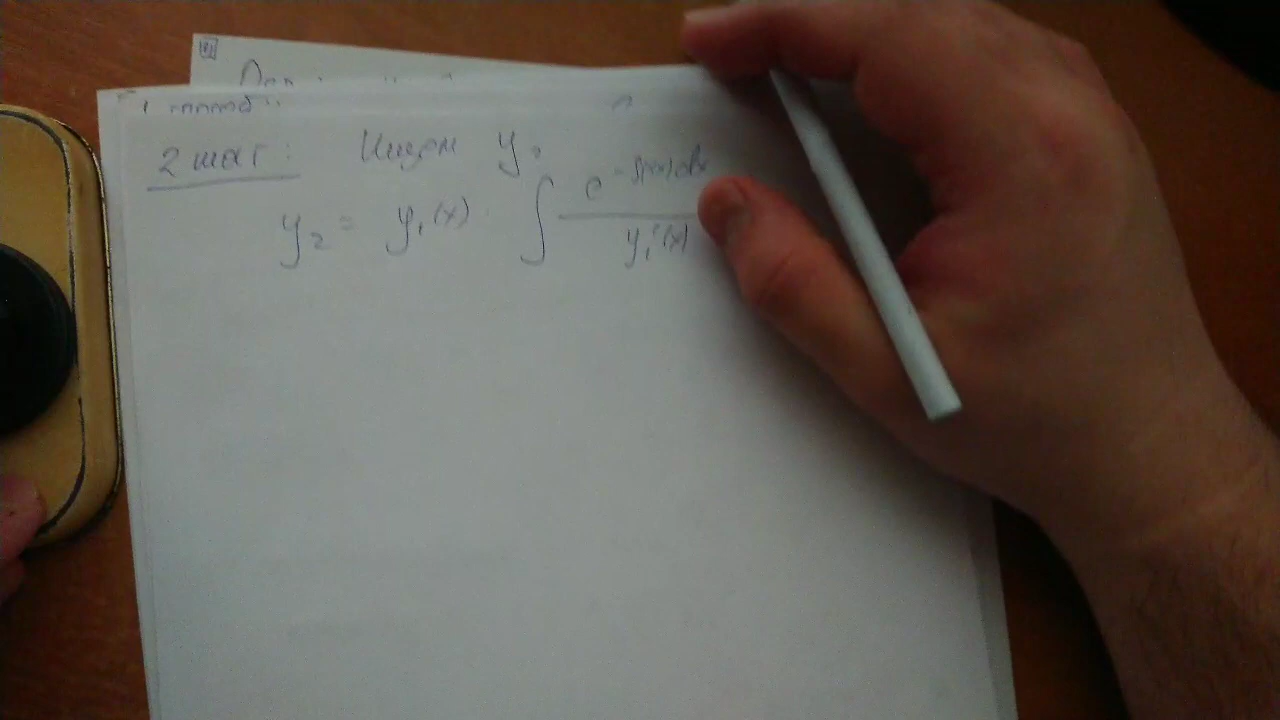 2 шаг: Ищем y₂
y₂ = y₁(x) · ∫ e^(-∫p(x)dx) / y₁²(x)